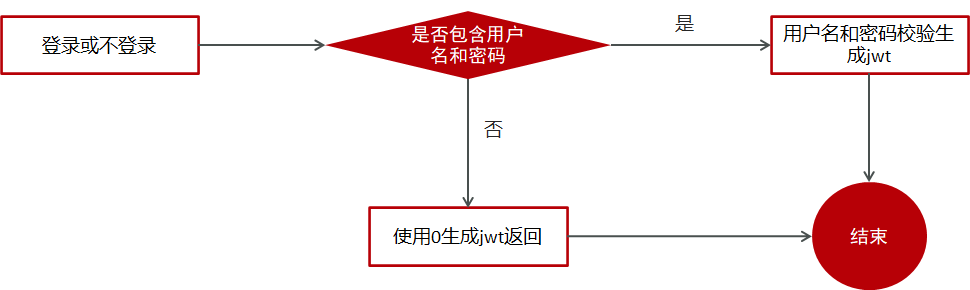 登录或不登录
是否包含用户
名和密码
是
用户名和密码校验生
成jwt
否
使用0生成jwt返回
结束